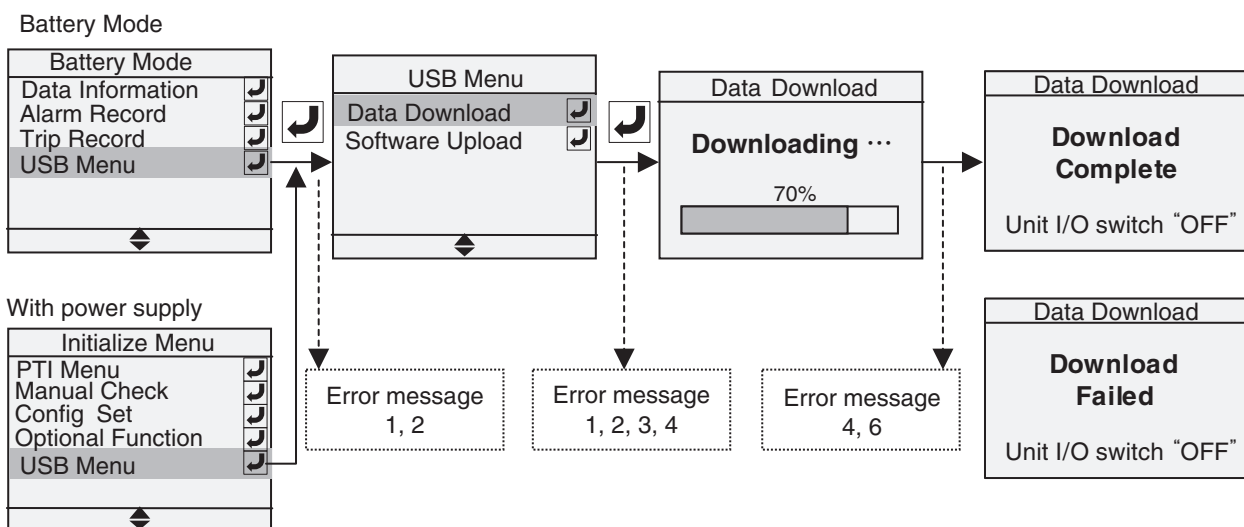 Battery Mode
Battery Mode
Data Information
Alarm Record
Trip Record
USB Menu
USB Menu
Data Download
Software Upload
Data Download
Downloading ···
70%
Data Download
Download
Complete
Unit I/O switch “OFF”
With power supply
Initialize Menu
PTI Menu
Manual Check
Config Set
Optional Function
USB Menu
Error message
1, 2
Error message
1, 2, 3, 4
Error message
4, 6
Data Download
Download
Failed
Unit I/O switch “OFF”